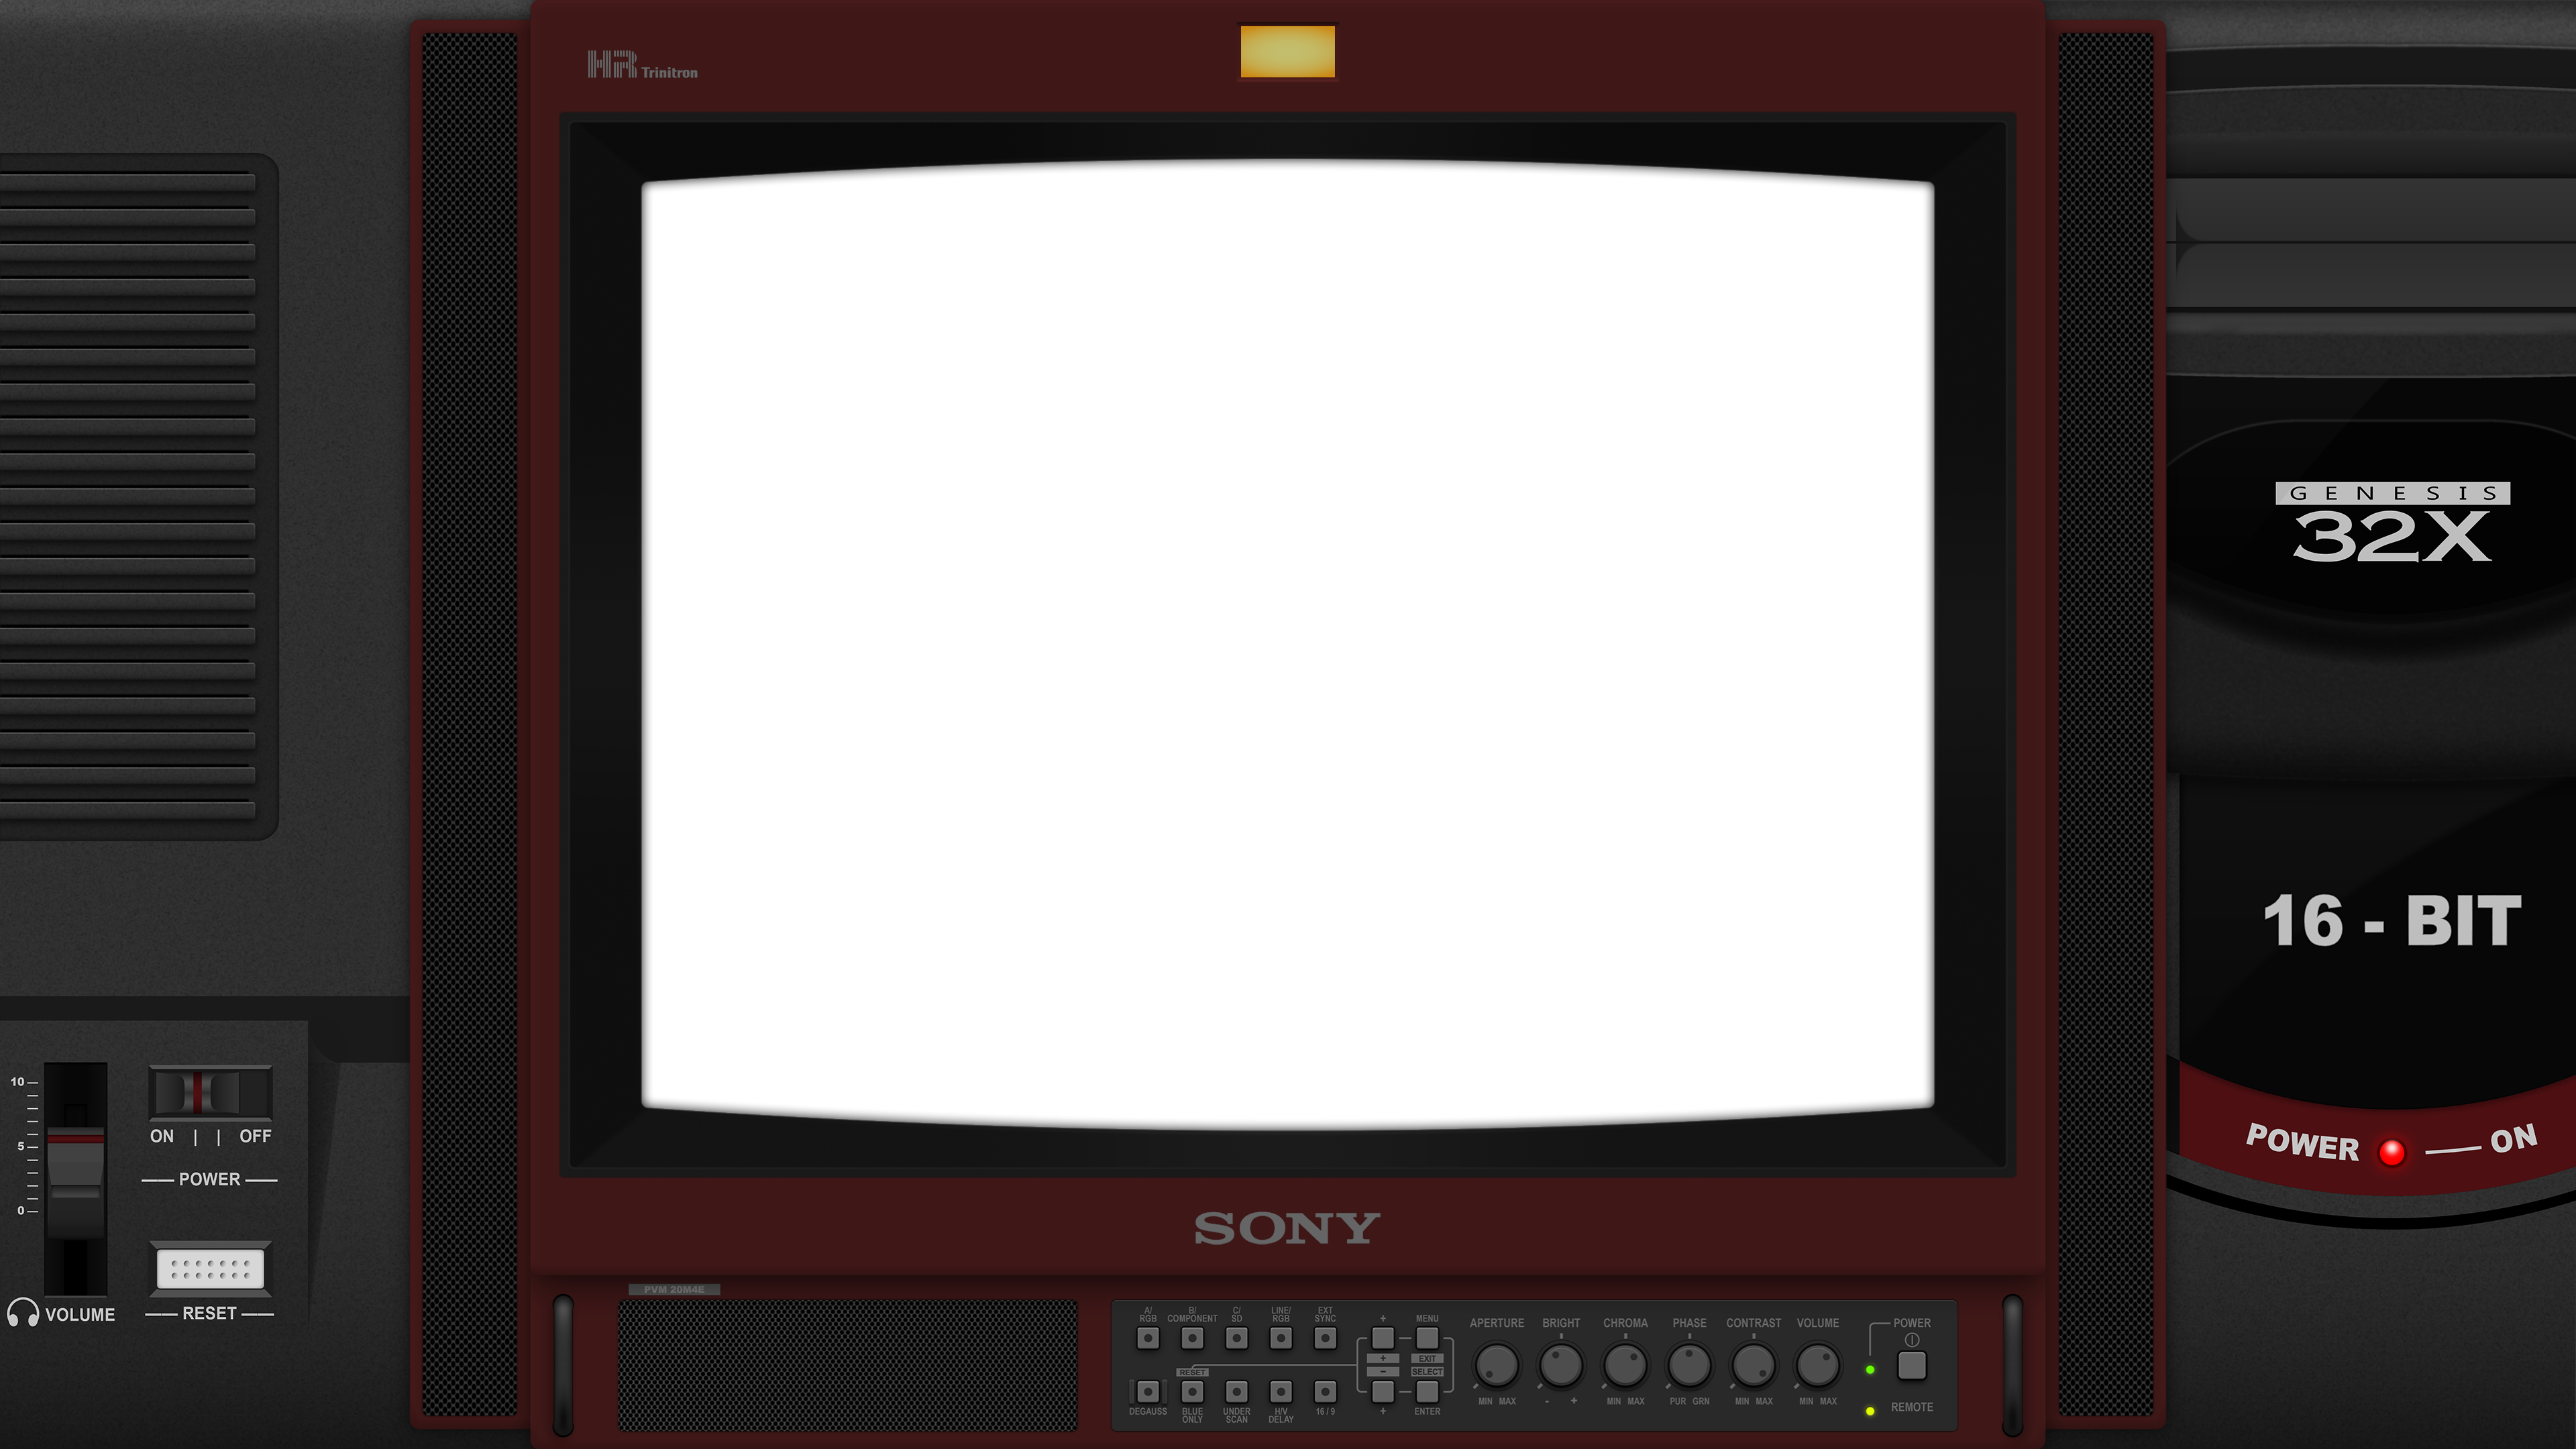 HR Trinitron
GENESIS
32X
16 - BIT
POWER ON
10
5
0
VOLUME
ON | | OFF
POWER
RESET
SONY
PVM 20M4E
A/
RGB
B/
COMPONENT
C/
SD
LINE/
RGB
EXT
SYNC
+
MENU
+
EXIT
−
SELECT
RESET
DEGAUSS
BLUE
ONLY
UNDER
SCAN
H/V
DELAY
16 / 9
+
ENTER
APERTURE
MIN MAX
BRIGHT
- +
CHROMA
MIN MAX
PHASE
PUR GRN
CONTRAST
MIN MAX
VOLUME
MIN MAX
POWER
REMOTE